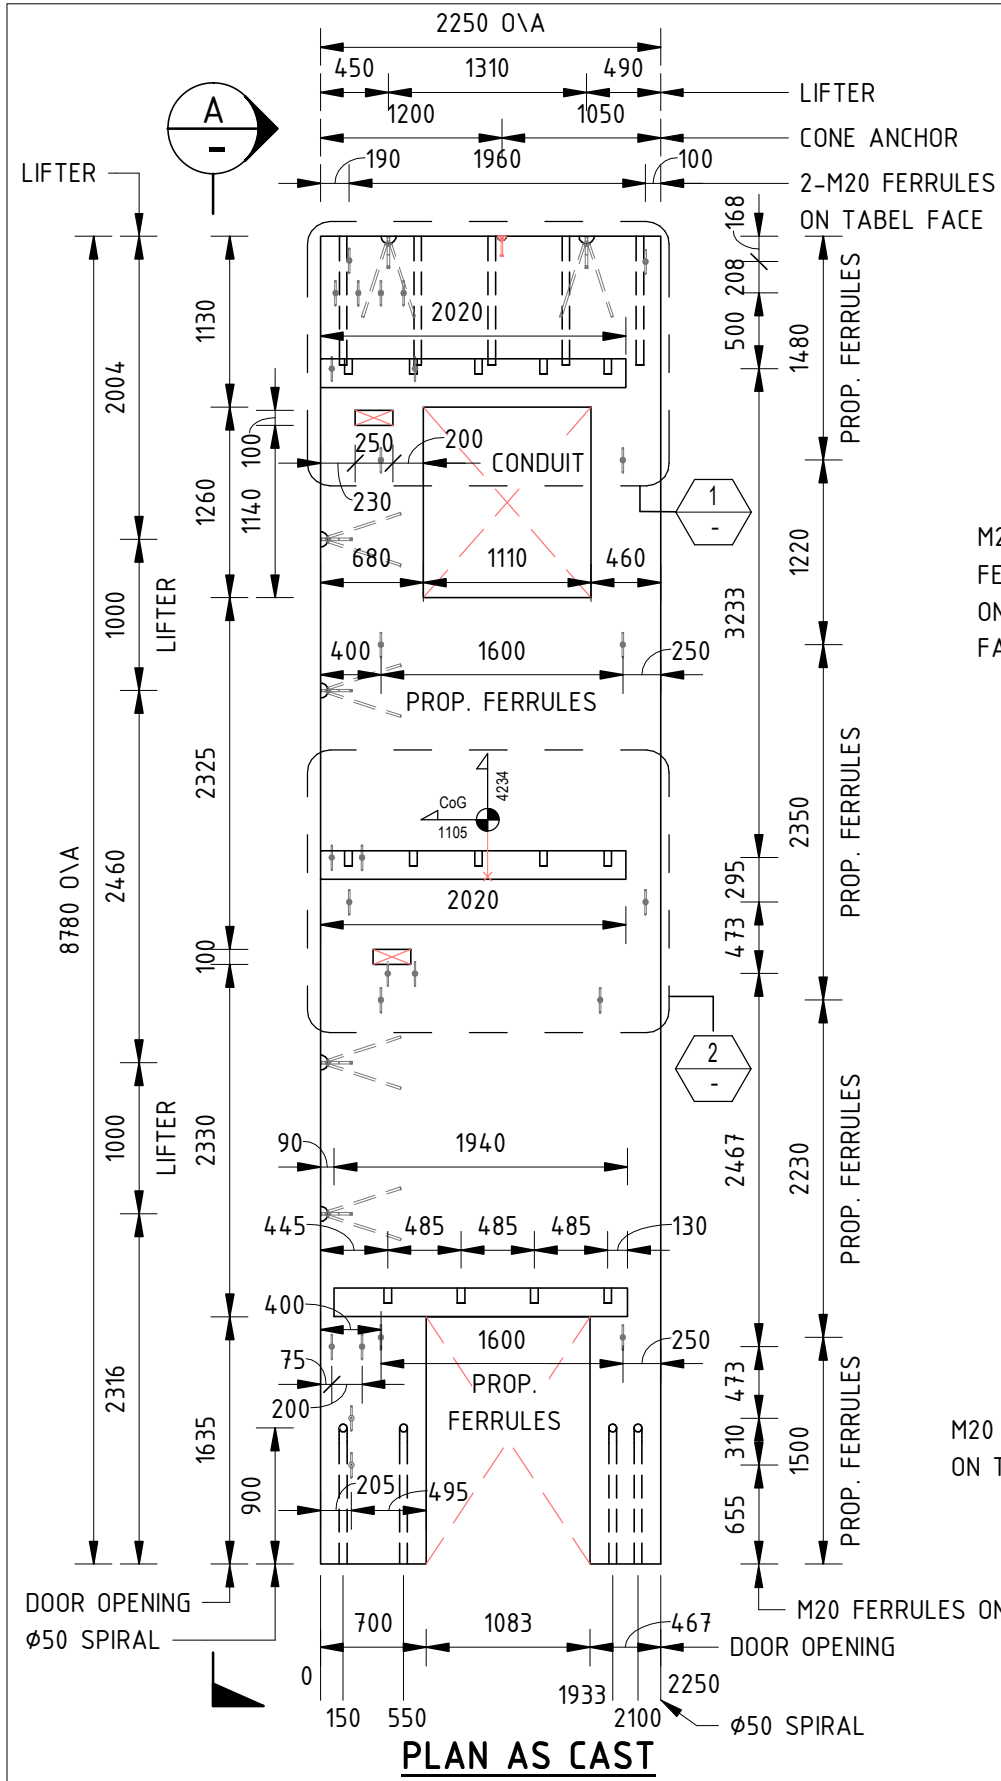 2250 O\A
450
1310
490
LIFTER
1200
1050
CONE ANCHOR
190
1960
100
2-M20 FERRULES
ON TABEL FACE
A
-
LIFTER
168
208
500
1480
PROP. FERRULES
1130
2004
2020
100
250
200
CONDUIT
230
1260
1140
1
-
1220
3233
680
1110
460
1000
LIFTER
400
1600
250
PROP. FERRULES
M2
FE
ON
FA
2325
CoG
1105
4234
2350
PROP. FERRULES
295
473
8780 O\A
2460
2020
100
2
-
1000
LIFTER
2330
90
1940
2467
2230
PROP. FERRULES
445
485
485
485
130
400
1600
250
75
200
PROP.
FERRULES
473
310
655
1500
PROP. FERRULES
2316
1635
900
205
495
M20
ON T
DOOR OPENING
Ø50 SPIRAL
M20 FERRULES ON
700
1083
467
DOOR OPENING
0
150
550
1933
2100
2250
Ø50 SPIRAL
PLAN AS CAST